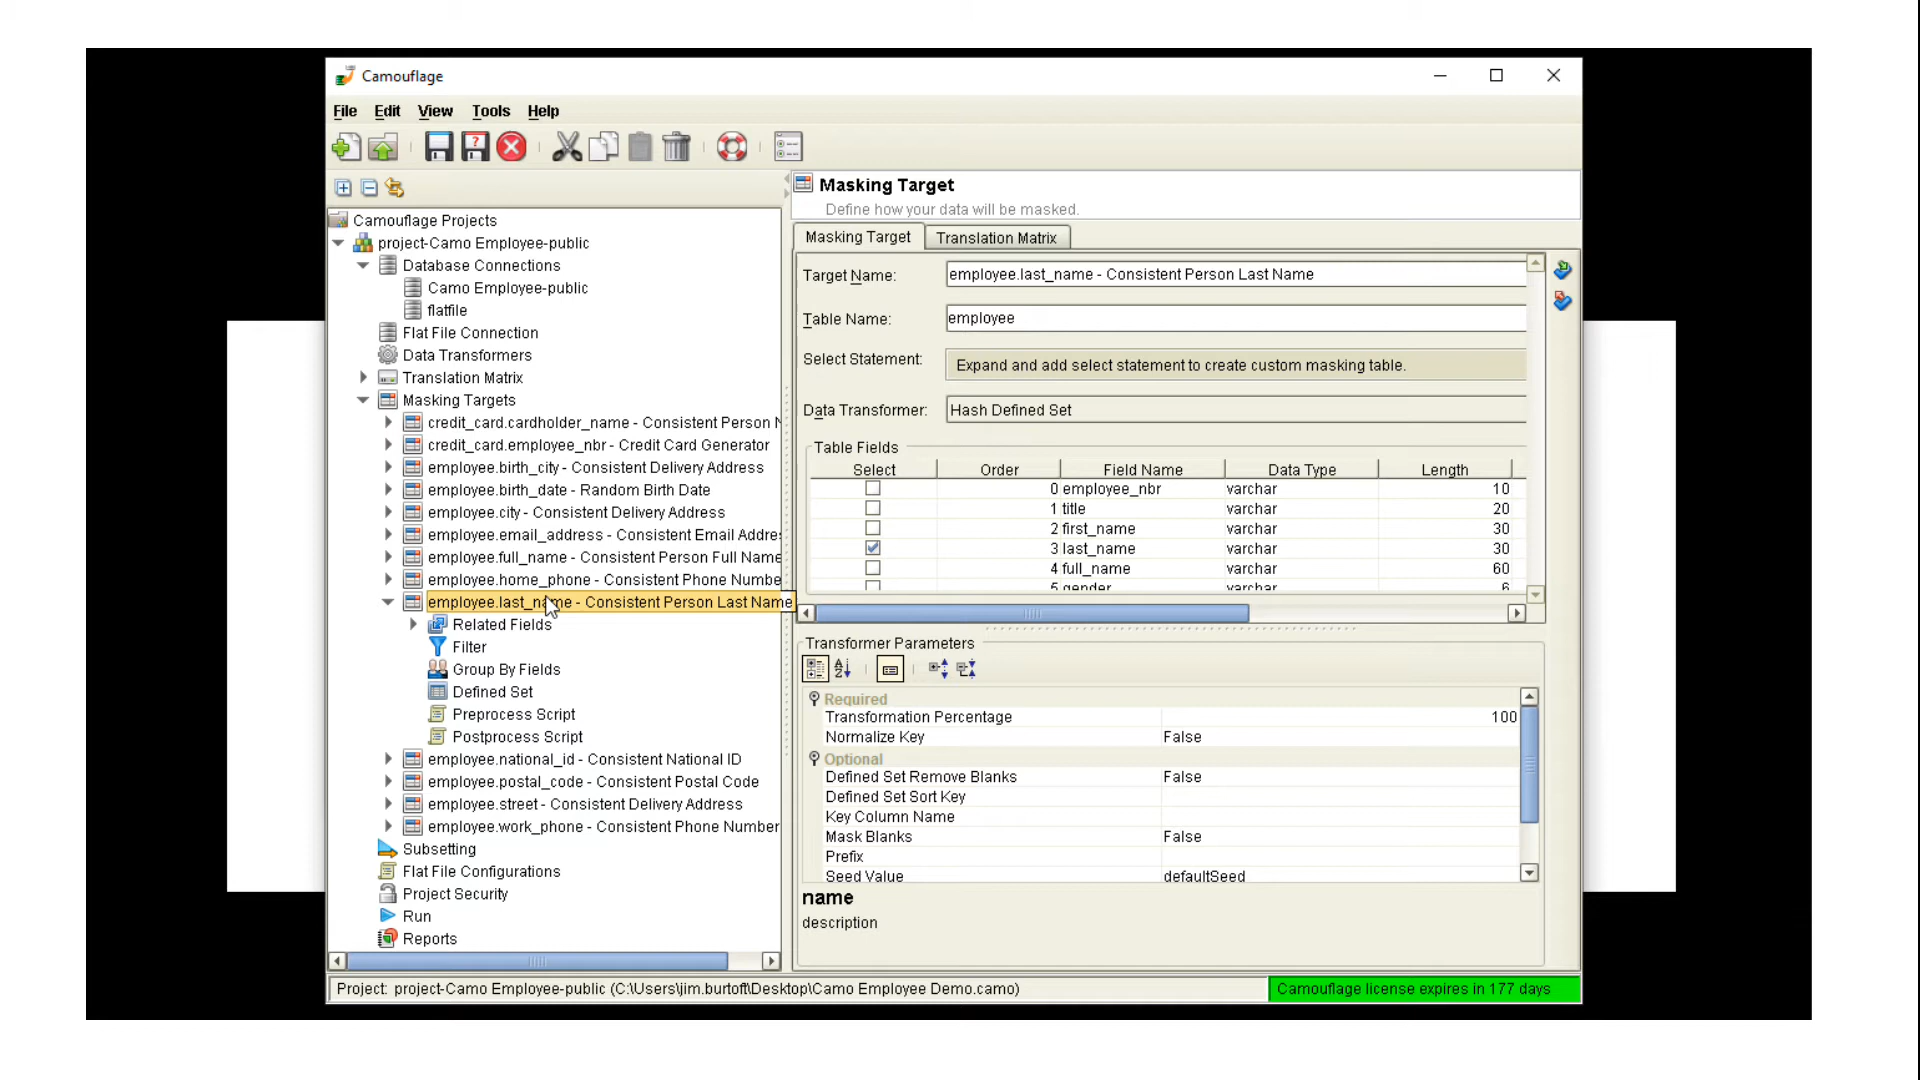 Camouflage
File Edit View Tools Help
Camouflage Projects
project-Camo Employee-public
Database Connections
Camo Employee-public
flatfile
Flat File Connection
Data Transformers
Translation Matrix
Masking Targets
credit_card.cardholder_name - Consistent Person
credit_card.employee_nbr - Credit Card Generator
employee.birth_city - Consistent Delivery Address
employee.birth_date - Random Birth Date
employee.city - Consistent Delivery Address
employee.email_address - Consistent Email Addre
employee.full_name - Consistent Person Full Name
employee.home_phone - Consistent Phone Numbe
employee.last_name - Consistent Person Last Name
Related Fields
Filter
Group By Fields
Defined Set
Preprocess Script
Postprocess Script
employee.national_id - Consistent National ID
employee.postal_code - Consistent Postal Code
employee.street - Consistent Delivery Address
employee.work_phone - Consistent Phone Number
Subsetting
Flat File Configurations
Project Security
Run
Reports
Masking Target
Define how your data will be masked.
Masking Target Translation Matrix
Target Name: employee.last_name - Consistent Person Last Name
Table Name: employee
Select Statement: Expand and add select statement to create custom masking table.
Data Transformer: Hash Defined Set
Table Fields
Select Order Field Name Data Type Length
0 employee_nbr varchar 10
1 title varchar 20
2 first_name varchar 30
3 last_name varchar 30
4 full_name varchar 60
5 gender varchar 6
Transformer Parameters
Required
Transformation Percentage 100
Normalize Key False
Optional
Defined Set Remove Blanks False
Defined Set Sort Key
Key Column Name
Mask Blanks False
Prefix
Seed Value defaultSeed
name
description
Project: project-Camo Employee-public (C:\Users\jim.burtoft\Desktop\Camo Employee Demo.camo)
Camouflage license expires in 177 days